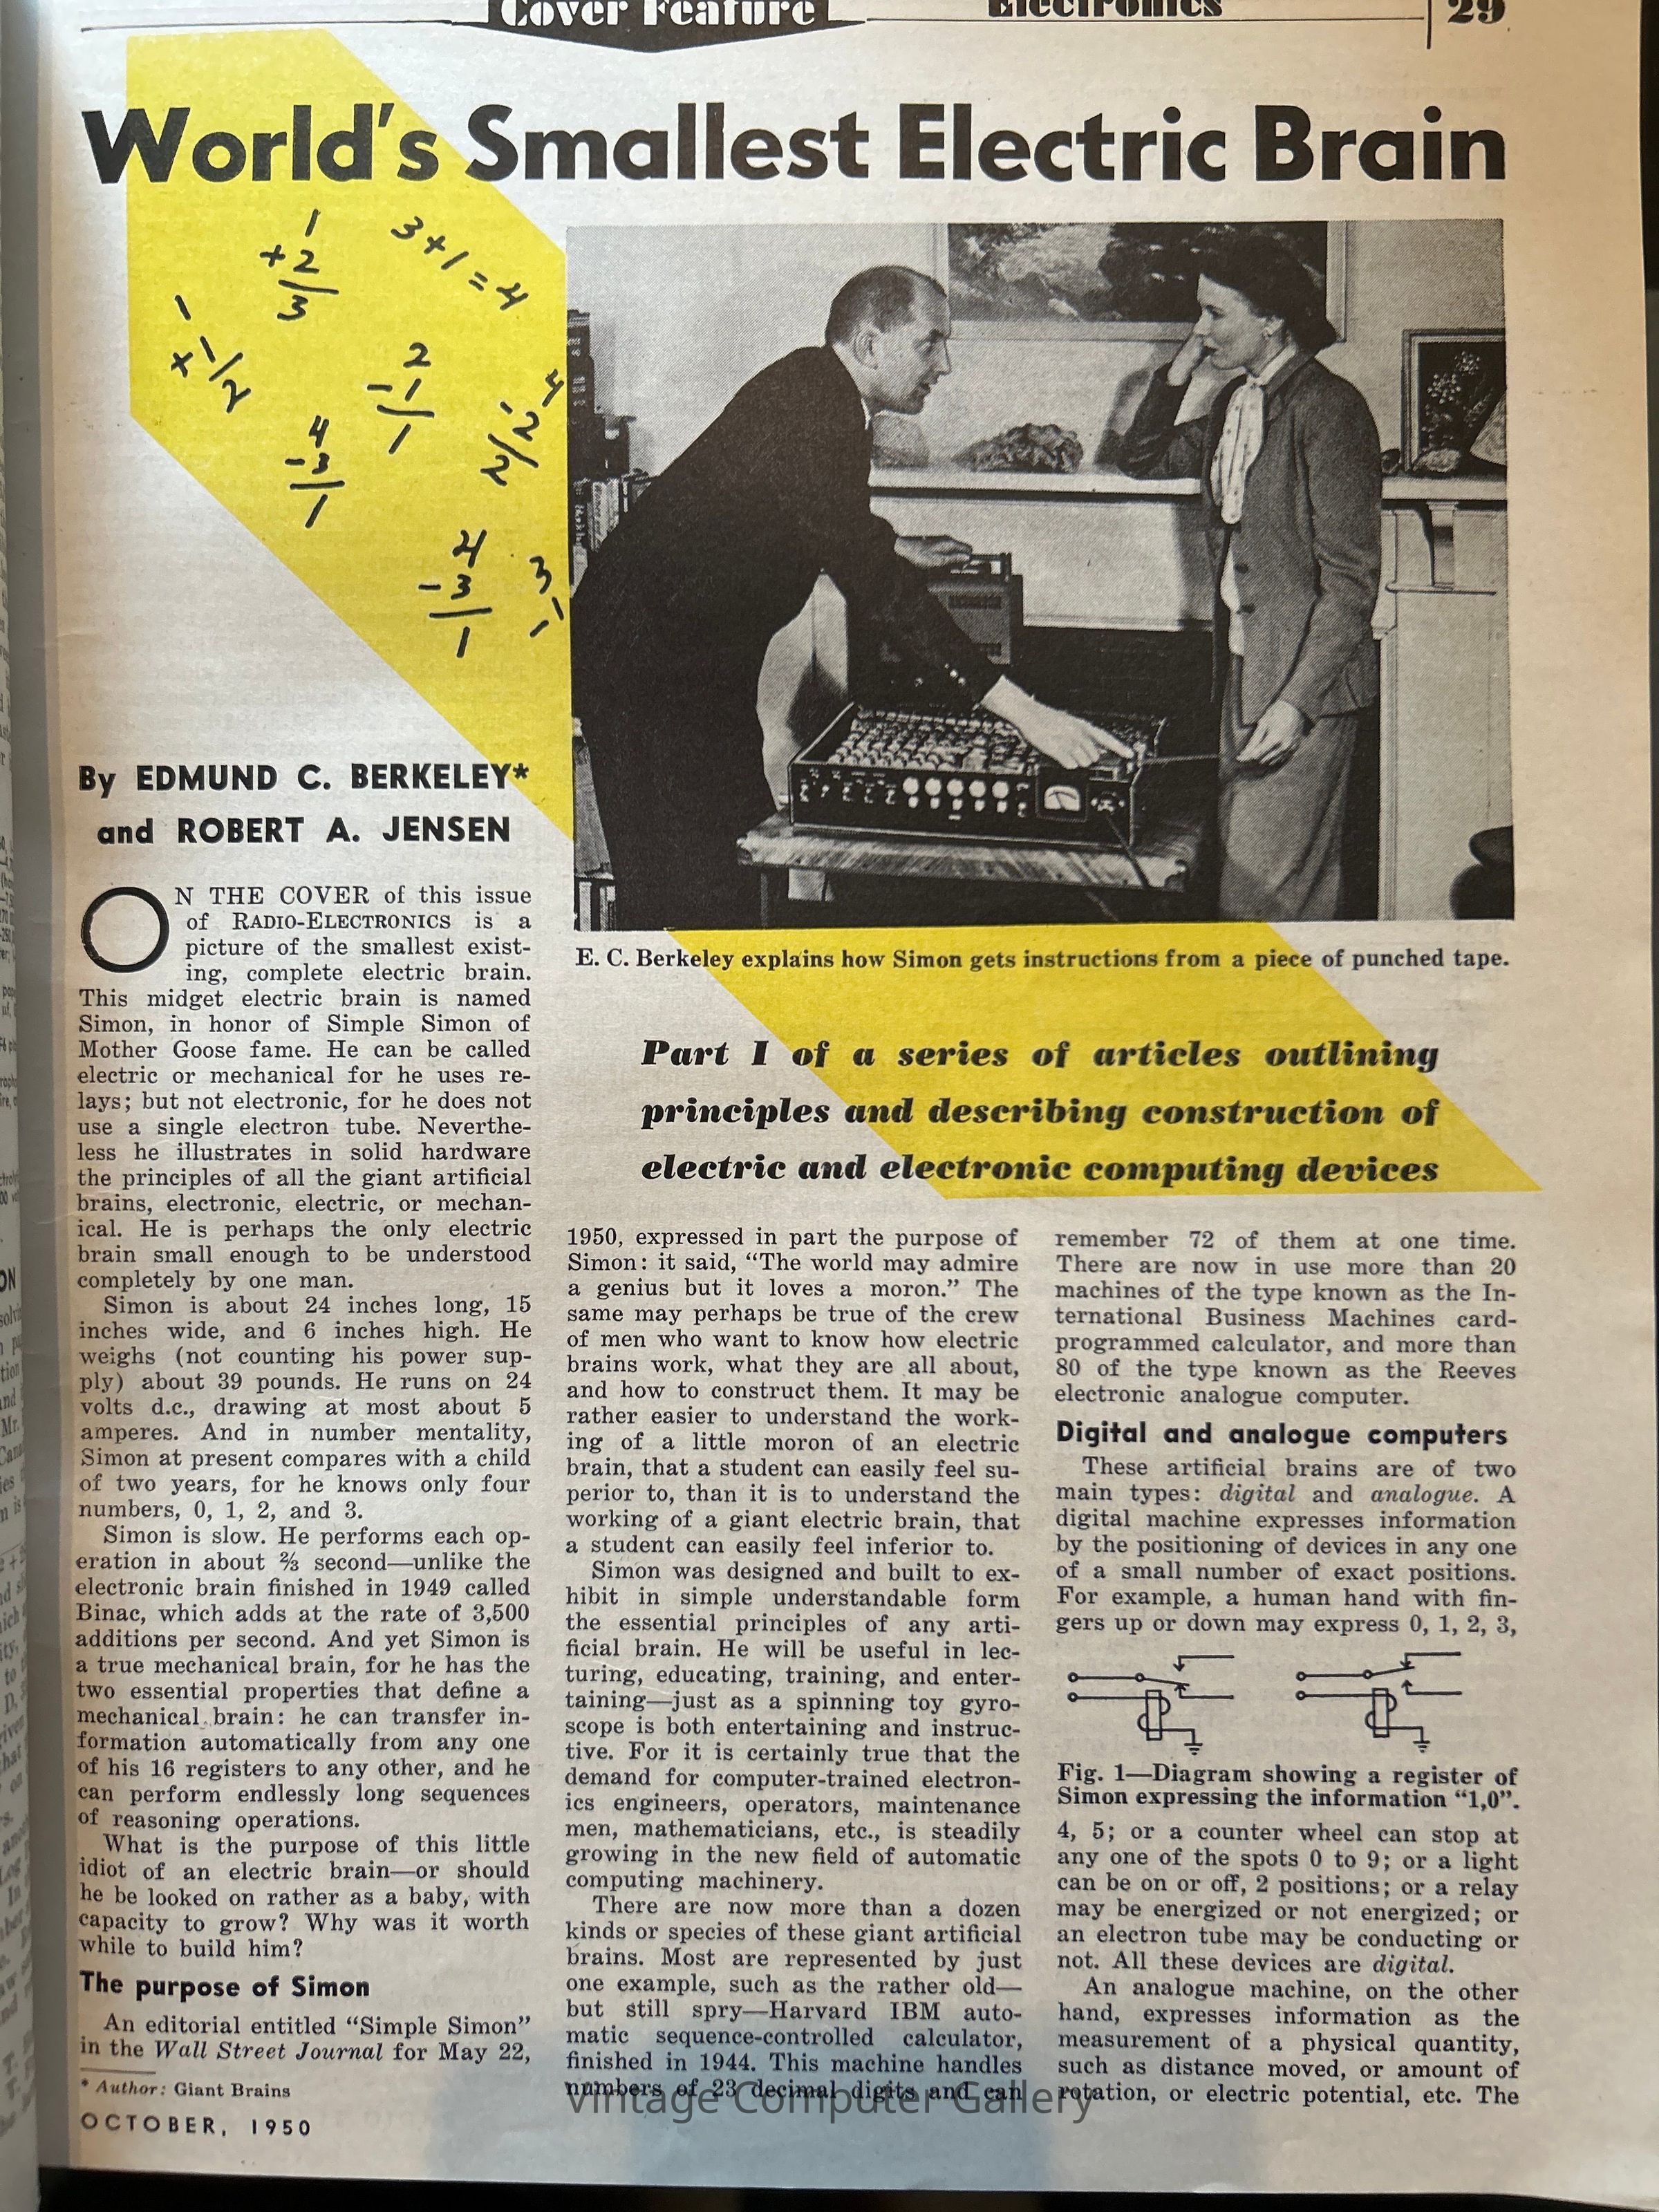 Cover Feature
Electronics
29
World's Smallest Electric Brain
1
+2
3
3+1=4
1
+1
2
2
-1
1
4
-2
2
4
-3
1
4
-3
1
3
-1
By EDMUND C. BERKELEY*
and ROBERT A. JENSEN
ON THE COVER of this issue
of RADIO-ELECTRONICS is a
picture of the smallest exist-
ing, complete electric brain.
This midget electric brain is named
Simon, in honor of Simple Simon of
Mother Goose fame. He can be called
electric or mechanical for he uses re-
lays; but not electronic, for he does not
use a single electron tube. Neverthe-
less he illustrates in solid hardware
the principles of all the giant artificial
brains, electronic, electric, or mechan-
ical. He is perhaps the only electric
brain small enough to be understood
completely by one man.
Simon is about 24 inches long, 15
inches wide, and 6 inches high. He
weighs (not counting his power sup-
ply) about 39 pounds. He runs on 24
volts d.c., drawing at most about 5
amperes. And in number mentality,
Simon at present compares with a child
of two years, for he knows only four
numbers, 0, 1, 2, and 3.
Simon is slow. He performs each op-
eration in about ⅔ second—unlike the
electronic brain finished in 1949 called
Binac, which adds at the rate of 3,500
additions per second. And yet Simon is
a true mechanical brain, for he has the
two essential properties that define a
mechanical brain: he can transfer in-
formation automatically from any one
of his 16 registers to any other, and he
can perform endlessly long sequences
of reasoning operations.
What is the purpose of this little
idiot of an electric brain—or should
he be looked on rather as a baby, with
capacity to grow? Why was it worth
while to build him?
The purpose of Simon
An editorial entitled “Simple Simon”
in the Wall Street Journal for May 22,
* Author: Giant Brains
OCTOBER, 1950
E. C. Berkeley explains how Simon gets instructions from a piece of punched tape.
Part I of a series of articles outlining
principles and describing construction of
electric and electronic computing devices
1950, expressed in part the purpose of
Simon: it said, “The world may admire
a genius but it loves a moron.” The
same may perhaps be true of the crew
of men who want to know how electric
brains work, what they are all about,
and how to construct them. It may be
rather easier to understand the work-
ing of a little moron of an electric
brain, that a student can easily feel su-
perior to, than it is to understand the
working of a giant electric brain, that
a student can easily feel inferior to.
Simon was designed and built to ex-
hibit in simple understandable form
the essential principles of any arti-
ficial brain. He will be useful in lec-
turing, educating, training, and enter-
taining—just as a spinning toy gyro-
scope is both entertaining and instruc-
tive. For it is certainly true that the
demand for computer-trained electron-
ics engineers, operators, maintenance
men, mathematicians, etc., is steadily
growing in the new field of automatic
computing machinery.
There are now more than a dozen
kinds or species of these giant artificial
brains. Most are represented by just
one example, such as the rather old—
but still spry—Harvard IBM auto-
matic sequence-controlled calculator,
finished in 1944. This machine handles
numbers of 23 decimal digits and can
remember 72 of them at one time.
There are now in use more than 20
machines of the type known as the In-
ternational Business Machines card-
programmed calculator, and more than
80 of the type known as the Reeves
electronic analogue computer.
Digital and analogue computers
These artificial brains are of two
main types: digital and analogue. A
digital machine expresses information
by the positioning of devices in any one
of a small number of exact positions.
For example, a human hand with fin-
gers up or down may express 0, 1, 2, 3,
Fig. 1—Diagram showing a register of
Simon expressing the information “1,0”.
4, 5; or a counter wheel can stop at
any one of the spots 0 to 9; or a light
can be on or off, 2 positions; or a relay
may be energized or not energized; or
an electron tube may be conducting or
not. All these devices are digital.
An analogue machine, on the other
hand, expresses information as the
measurement of a physical quantity,
such as distance moved, or amount of
rotation, or electric potential, etc. The
Vintage Computer Gallery